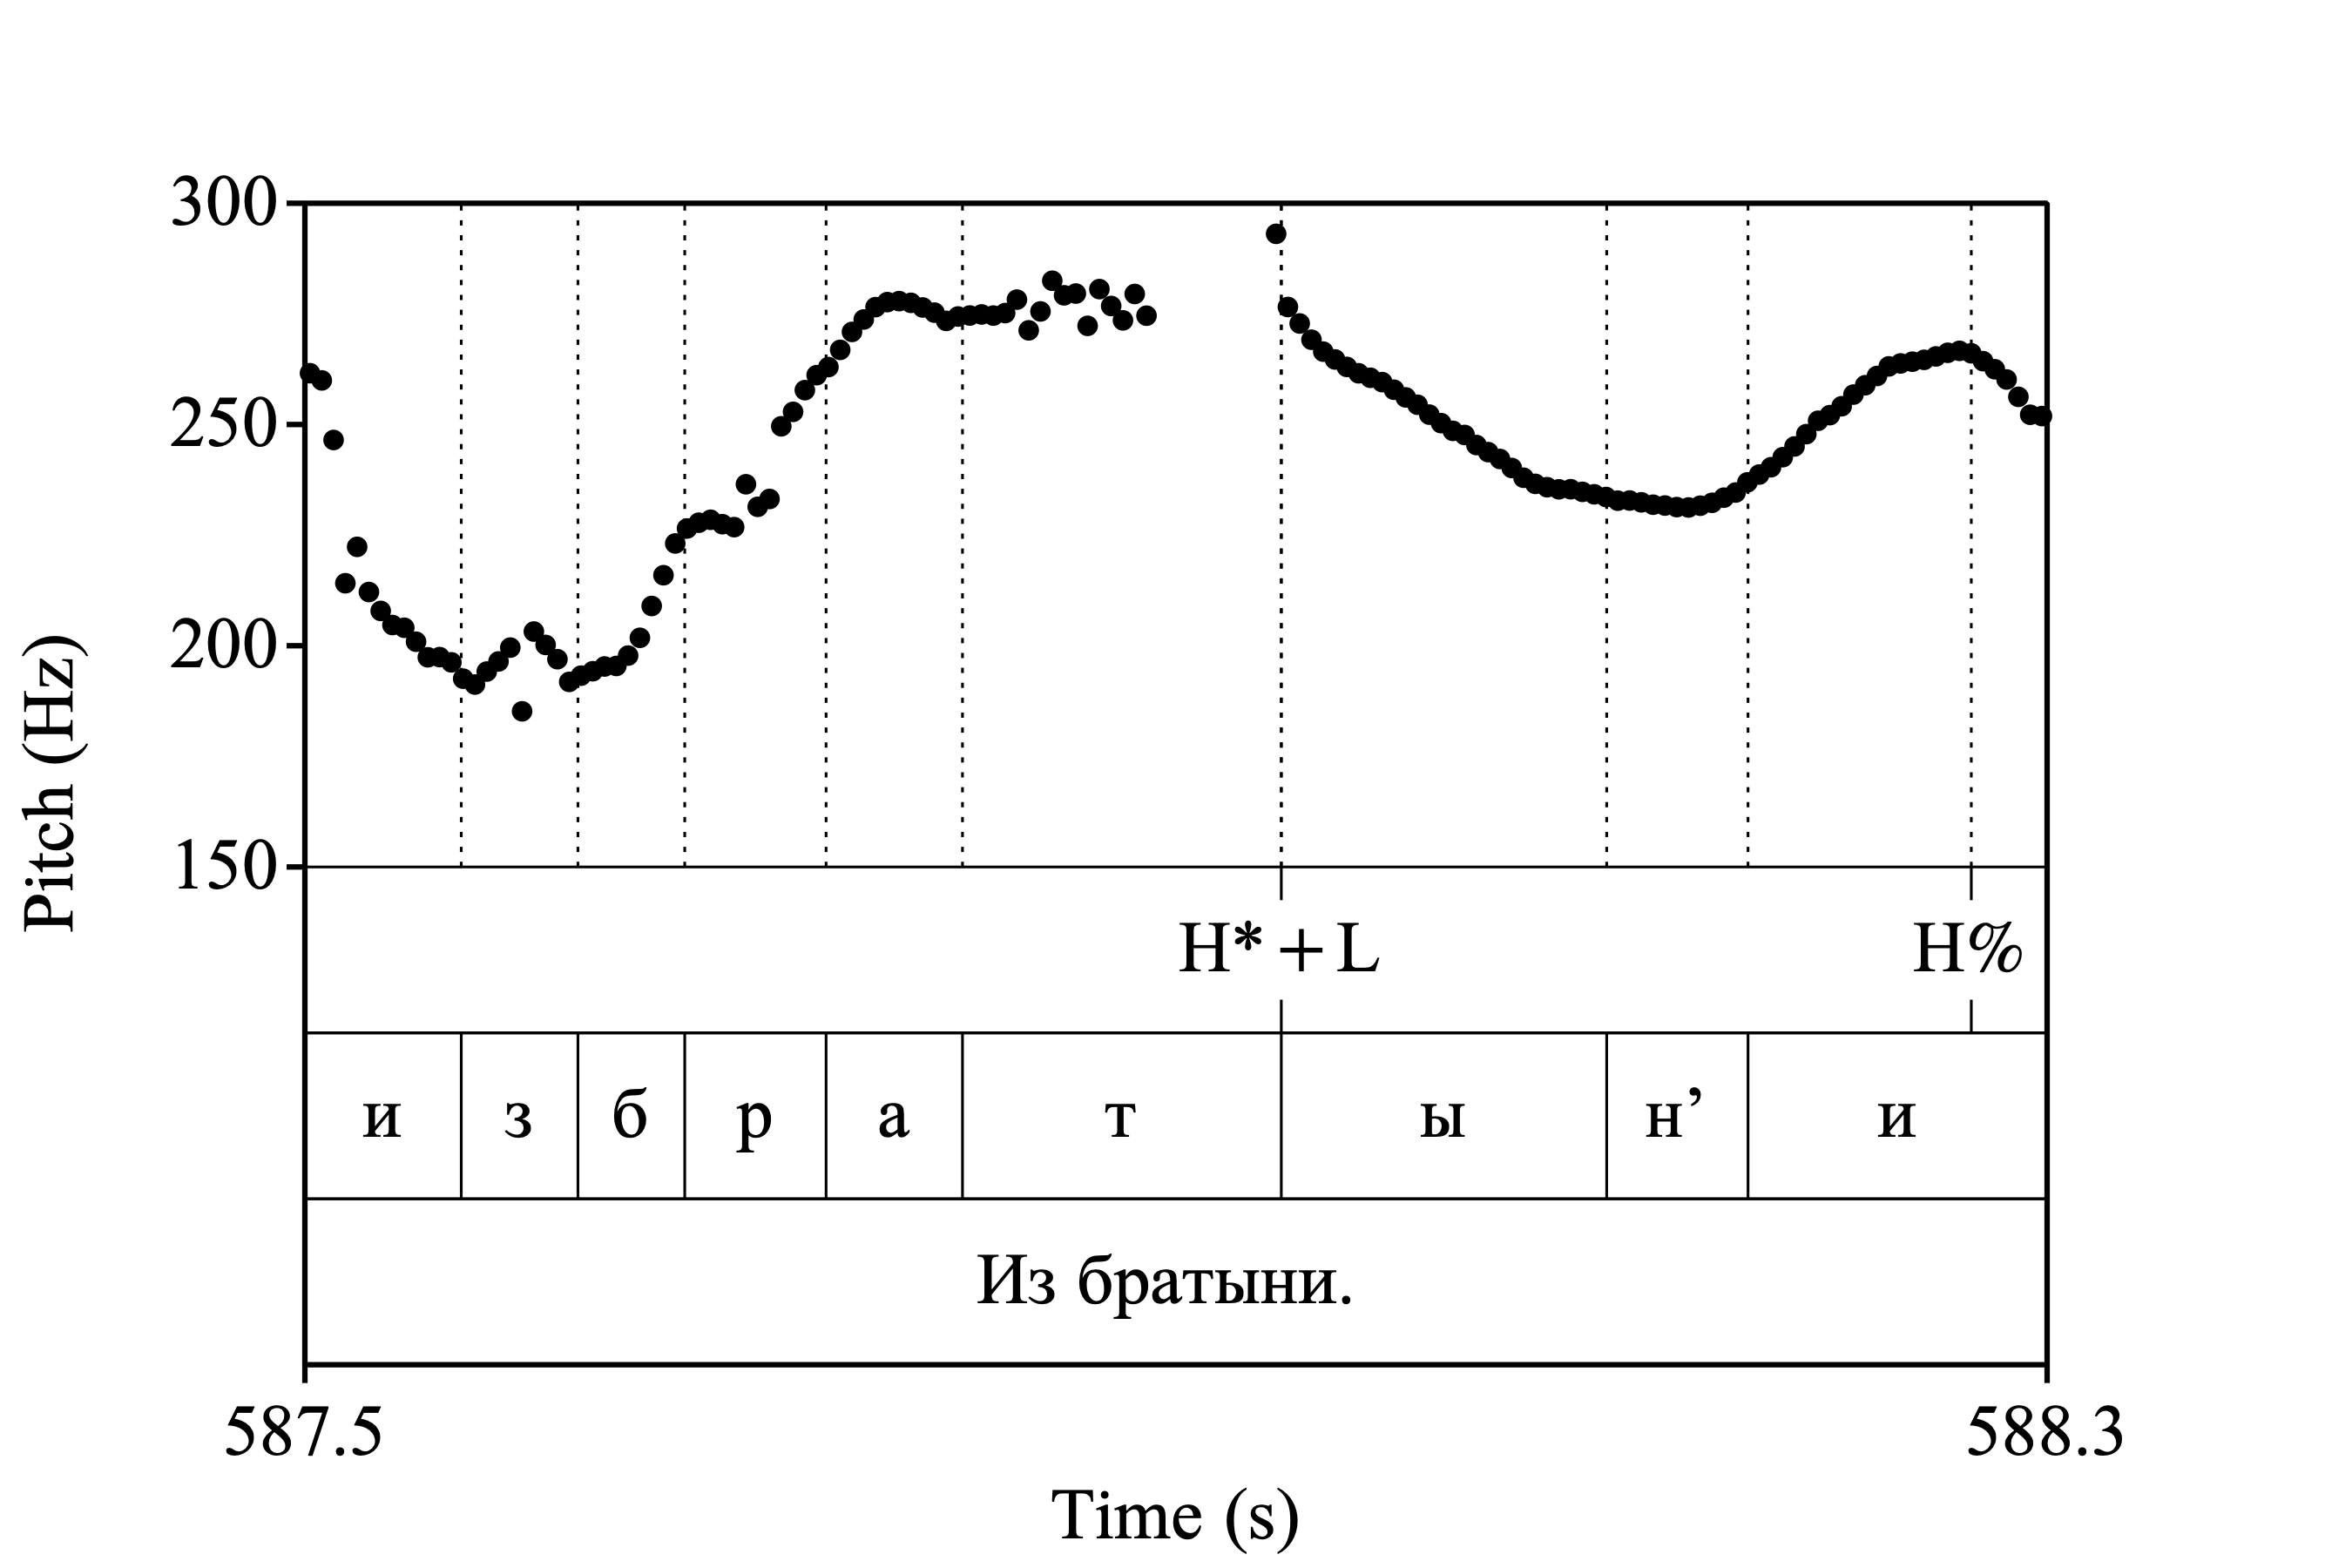 300
250
200
150
Pitch (Hz)
H* + L H%
и з б р а т ы н’ и
Из братыни.
587.5 588.3
Time (s)